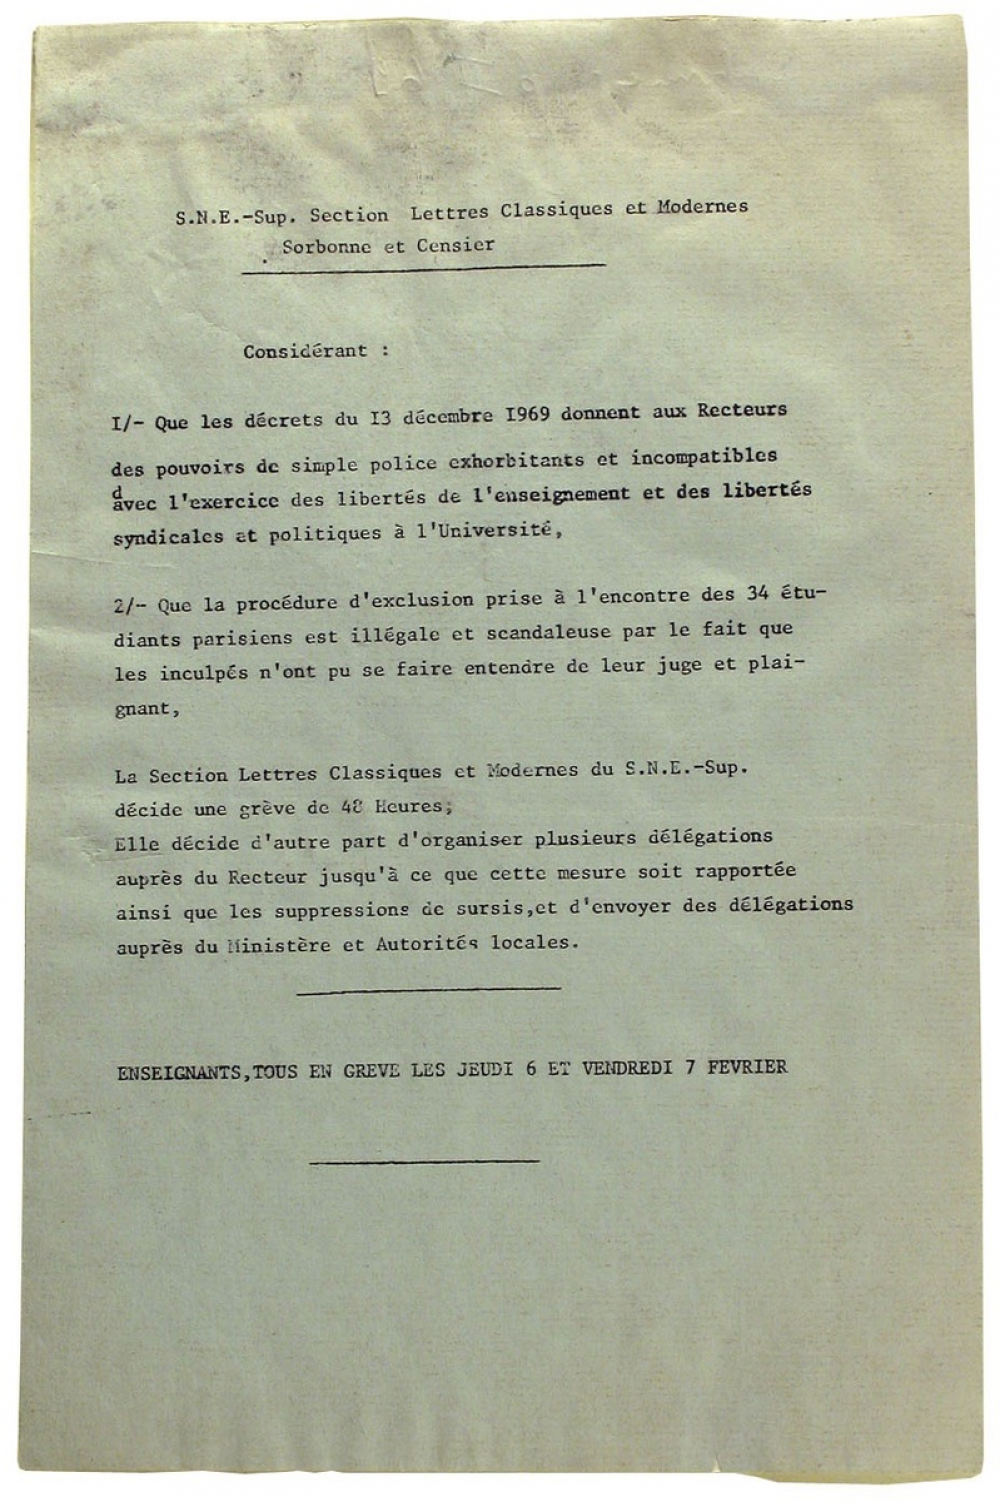 S.N.E.-Sup. Section Lettres Classiques et Modernes
Sorbonne et Censier
Considérant :
I/- Que les décrets du I3 décembre I969 donnent aux Recteurs
des pouvoirs de simple police exhorbitants et incompatibles
avec l'exercice des libertés de l'enseignement et des libertés
syndicales et politiques à l'Université,
2/- Que la procédure d'exclusion prise à l'encontre des 34 étu-
diants parisiens est illégale et scandaleuse par le fait que
les inculpés n'ont pu se faire entendre de leur juge et plai-
gnant,
La Section Lettres Classiques et Modernes du S.N.E.-Sup.
décide une grève de 48 Heures;
Elle décide d'autre part d'organiser plusieurs délégations
auprès du Recteur jusqu'à ce que cette mesure soit rapportée
ainsi que les suppressions de sursis,et d'envoyer des délégations
auprès du Ministère et Autorités locales.
ENSEIGNANTS,TOUS EN GREVE LES JEUDI 6 ET VENDREDI 7 FEVRIER